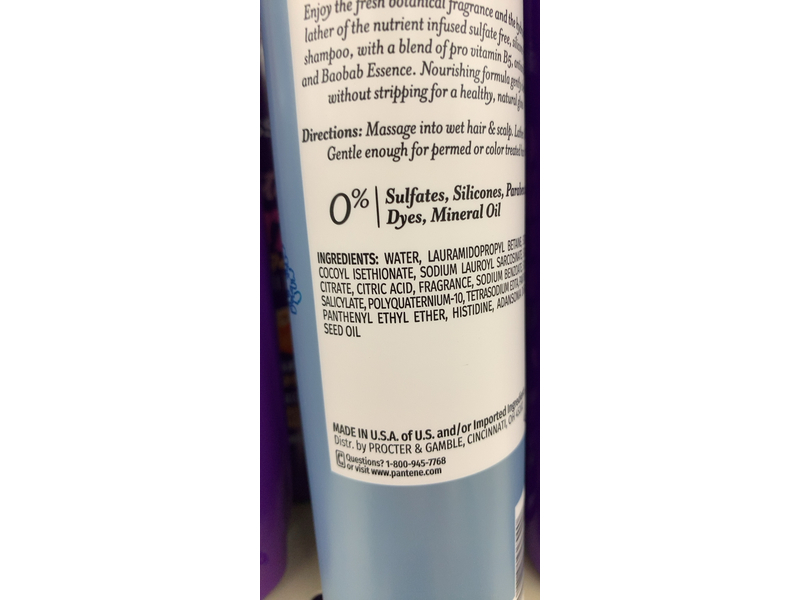 Enjoy the fresh botanical fragrance and the
lather of the nutrient infused sulfate free,
shampoo, with a blend of pro vitamin B5,
and Baobab Essence. Nourishing formula
without stripping for a healthy, natural
Directions: Massage into wet hair & scalp.
Gentle enough for permed or color treated
0% Sulfates, Silicones,
Dyes, Mineral Oil
INGREDIENTS: WATER, LAURAMIDOPROPYL
COCOYL ISETHIONATE, SODIUM LAUROYL
CITRATE, CITRIC ACID, FRAGRANCE, SODIUM
SALICYLATE, POLYQUATERNIUM-10, TETRASODIUM EDTA,
PANTHENYL ETHYL ETHER, HISTIDINE,
SEED OIL
MADE IN U.S.A. of U.S. and/or Imported
Distr. by PROCTER & GAMBLE, CINCINNATI, OH
Questions? 1-800-945-7768
or visit www.pantene.com